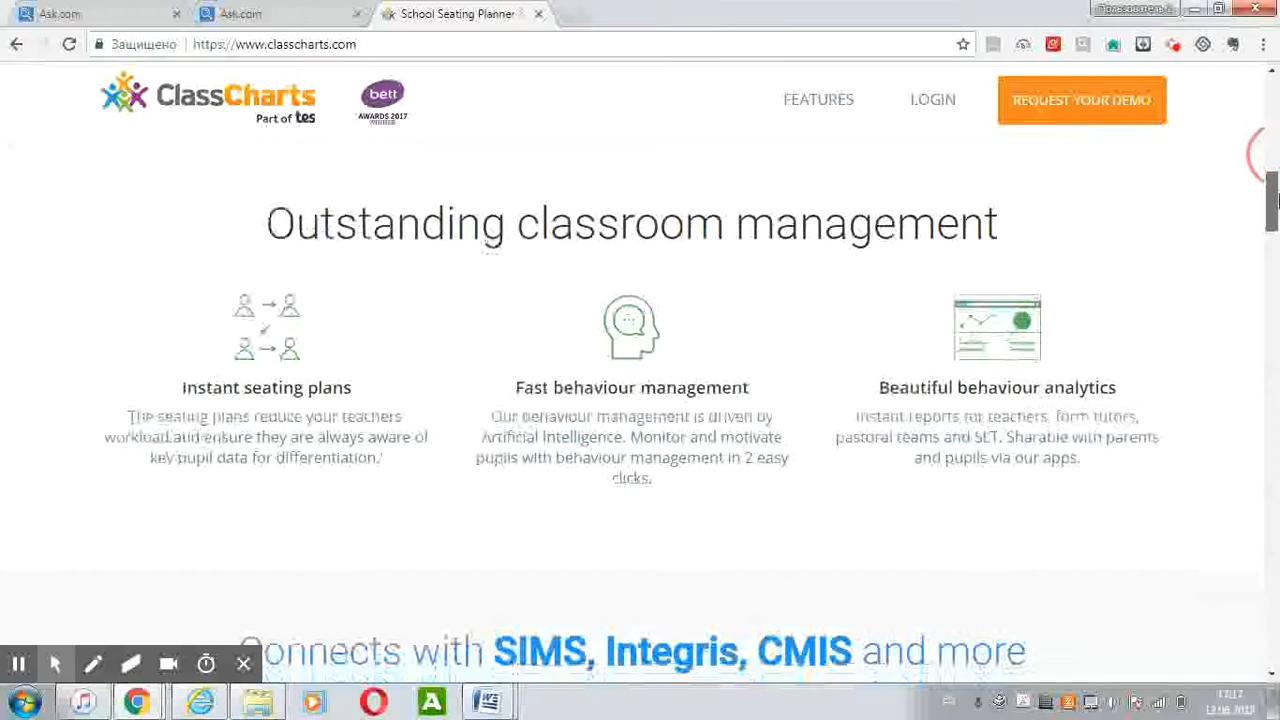 Ask.com
Ask.com
School Seating Planner
Защищено
https://www.classcharts.com
ClassCharts
Part of tes
bett
AWARDS 2017
WINNER
FEATURES
LOGIN
REQUEST YOUR DEMO
Outstanding classroom management
Instant seating plans
The seating plans reduce your teachers
workload and ensure they are always aware of
key pupil data for differentiation.'
Fast behaviour management
Our behaviour management is driven by
Artificial Intelligence. Monitor and motivate
pupils with behaviour management in 2 easy
clicks.
Beautiful behaviour analytics
Instant reports for teachers, form tutors,
pastoral teams and SLT. Sharable with parents
and pupils via our apps.
Connects with SIMS, Integris, CMIS and more
EN